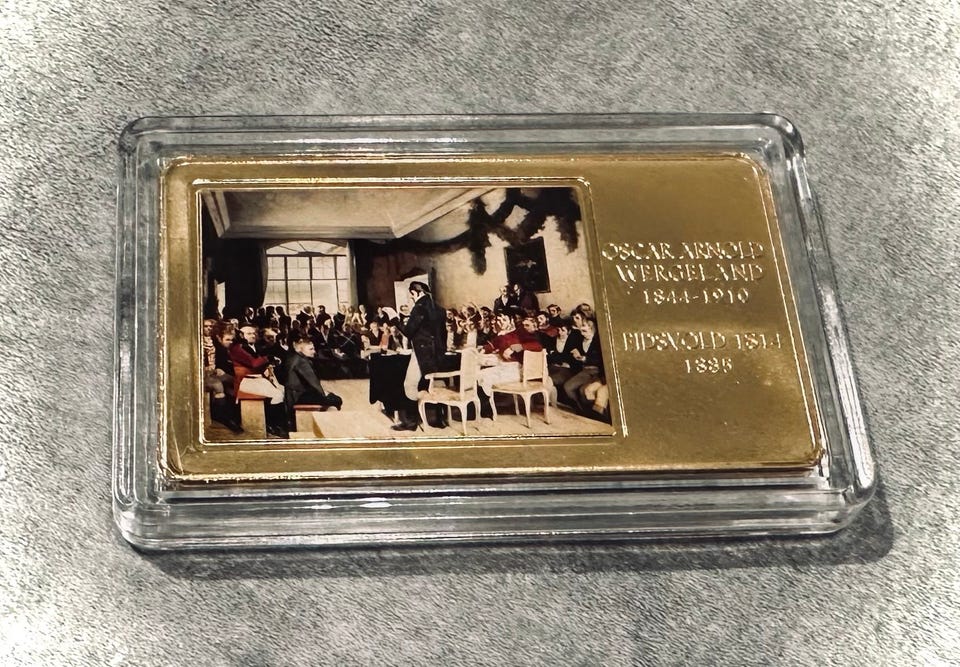 OSCAR ARNOLD
WERGELAND
1844-1910
EIDSVOLD 1814
1885